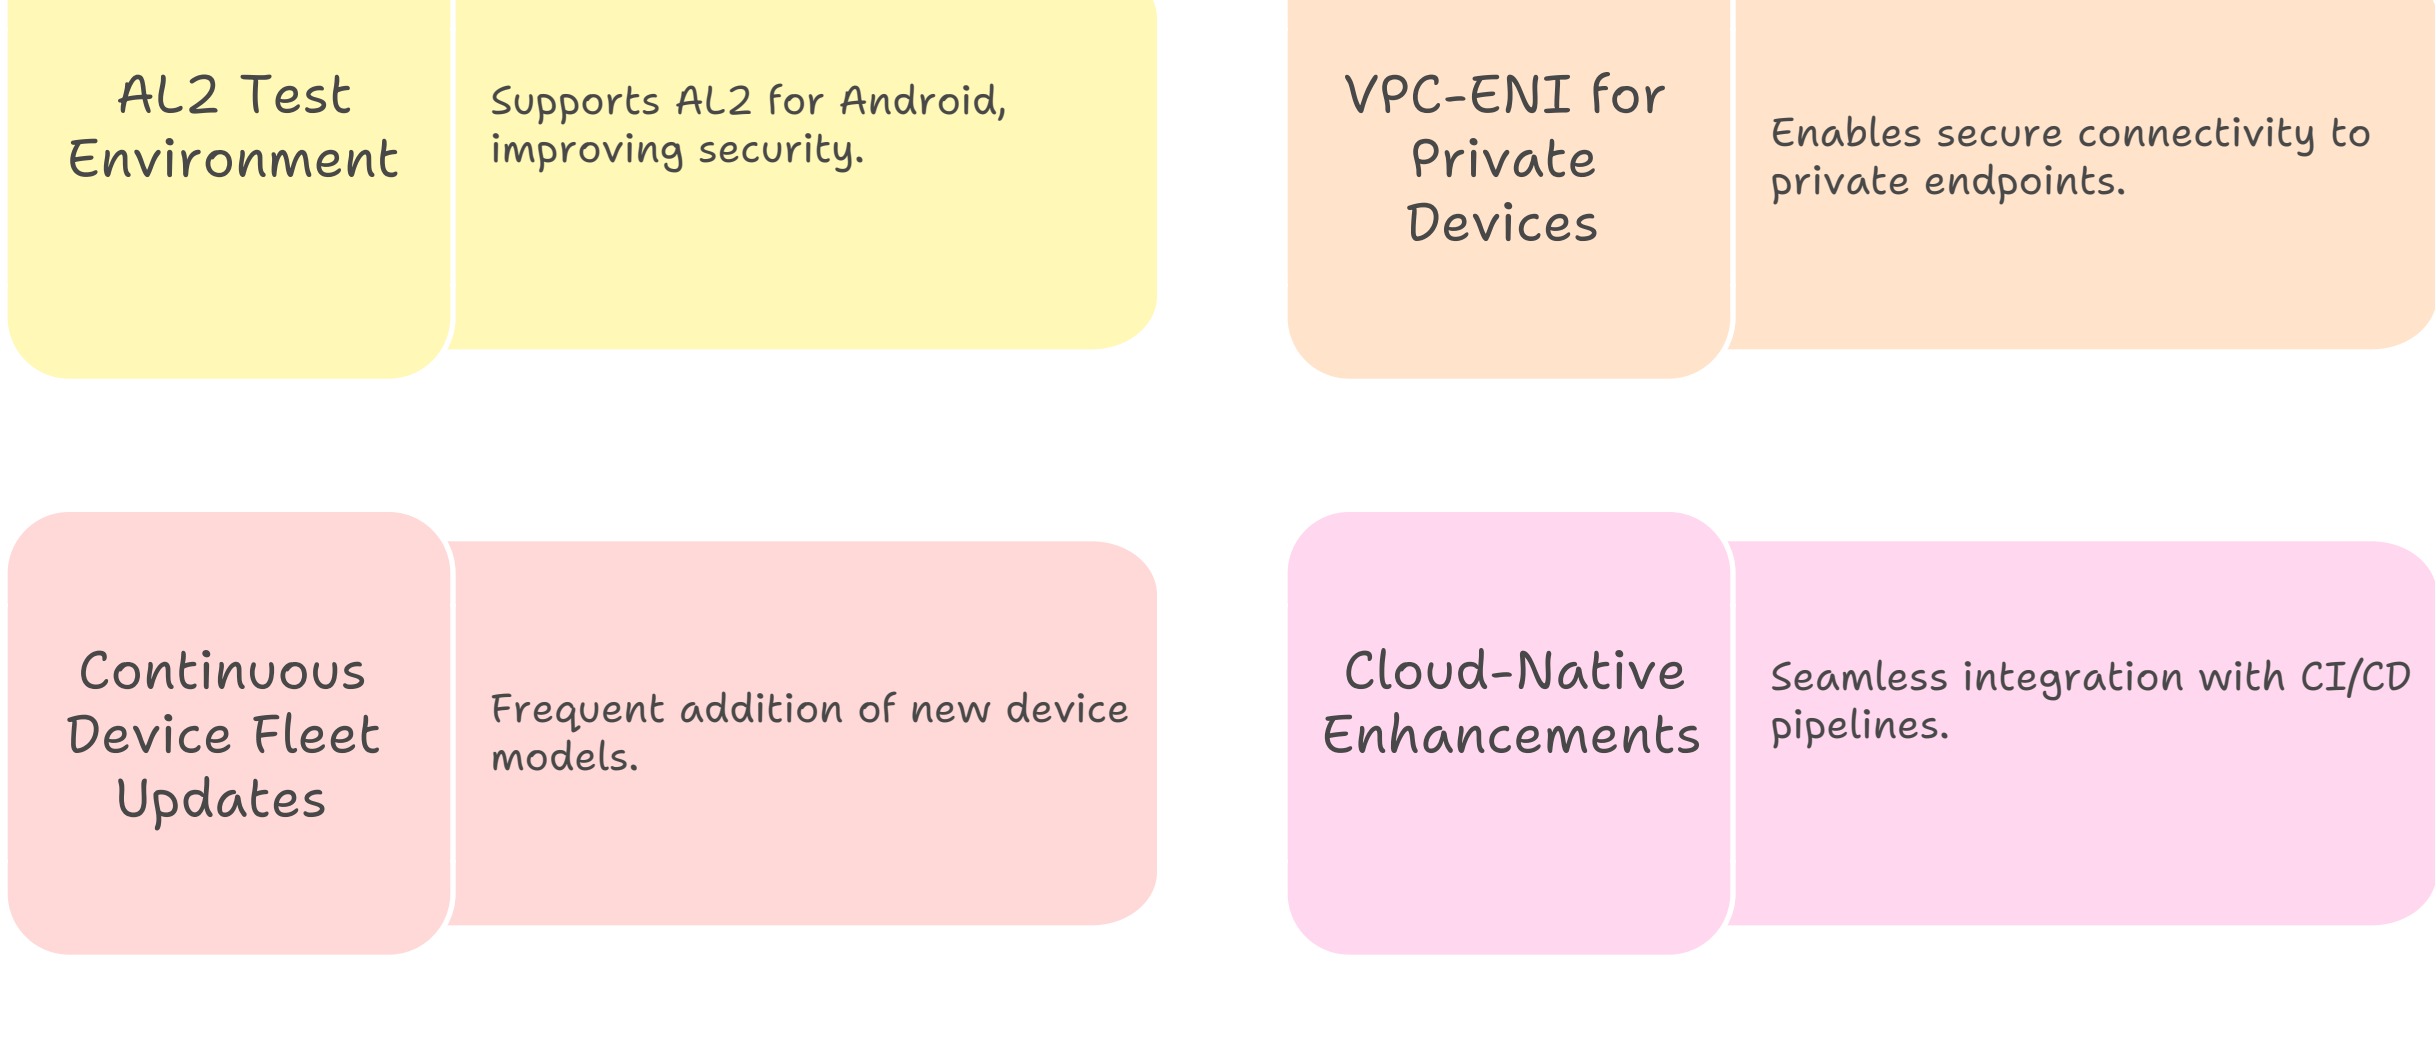 AL2 Test
Environment
Supports AL2 for Android,
improving security.
VPC-ENI for
Private
Devices
Enables secure connectivity to
private endpoints.
Continuous
Device Fleet
Updates
Frequent addition of new device
models.
Cloud-Native
Enhancements
Seamless integration with CI/CD
pipelines.